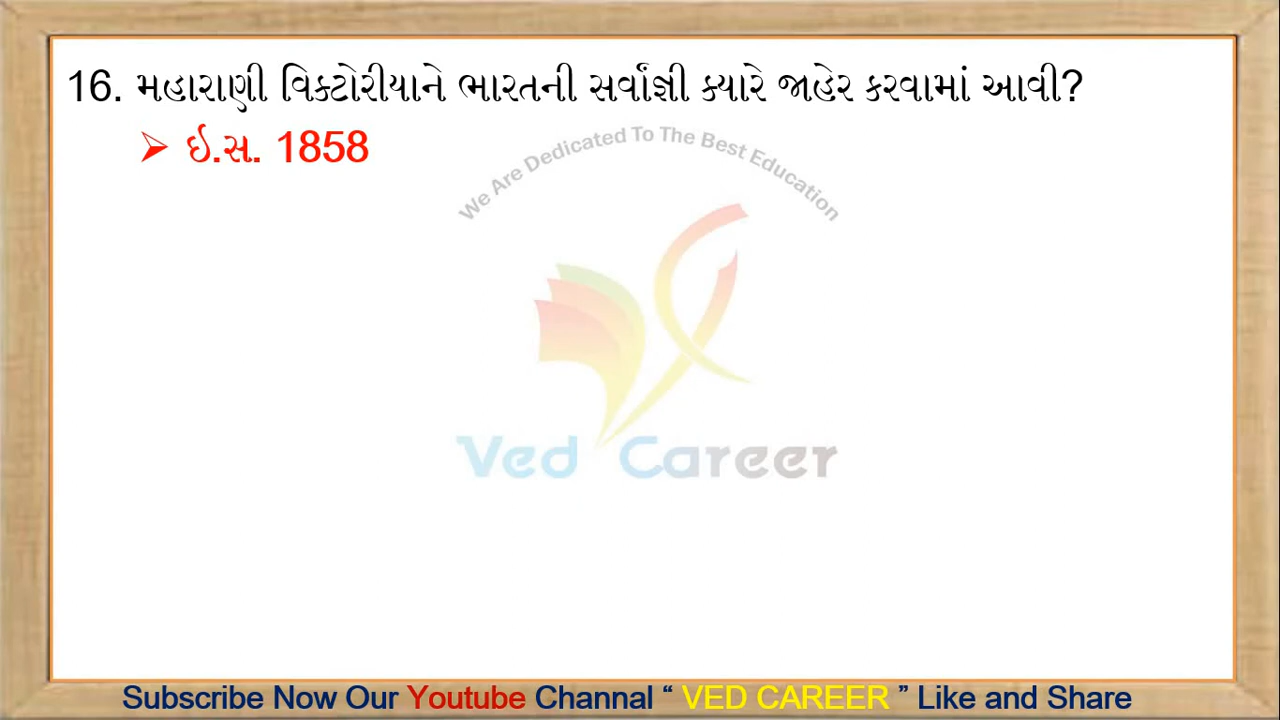 16. મહારાણી વિક્ટોરીયાને ભારતની સર્વાંજ્ઞી ક્યારે જાહેર કરવામાં આવી?
➢ ઇ.સ. 1858
We Are Dedicated To The Best Education
Ved Career
Subscribe Now Our Youtube Channal “ VED CAREER ” Like and Share